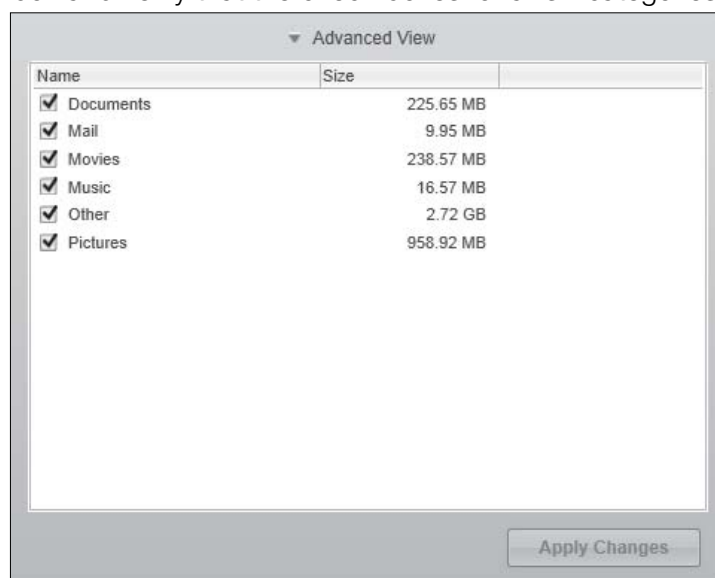 Advanced View
Name Size
Documents 225.65 MB
Mail 9.95 MB
Movies 238.57 MB
Music 16.57 MB
Other 2.72 GB
Pictures 958.92 MB
Apply Changes